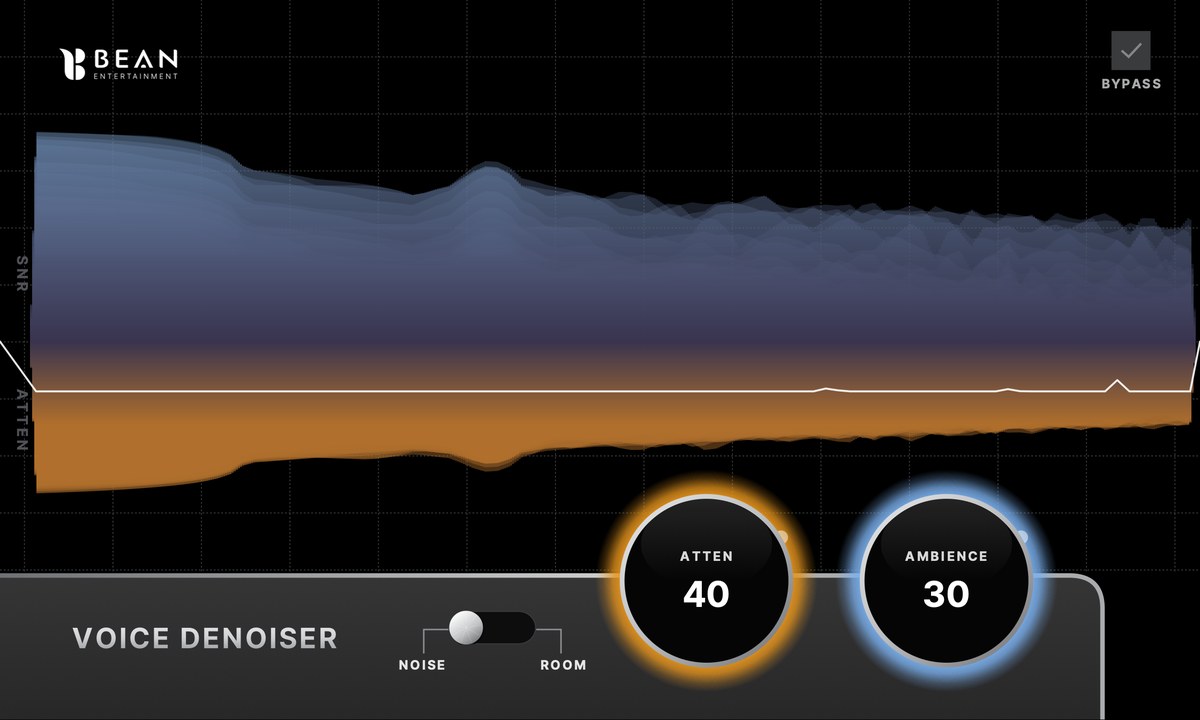 BEAN
ENTERTAINMENT
BYPASS
SNR
ATTEN
ATTEN
40
AMBIENCE
30
VOICE DENOISER
NOISE
ROOM